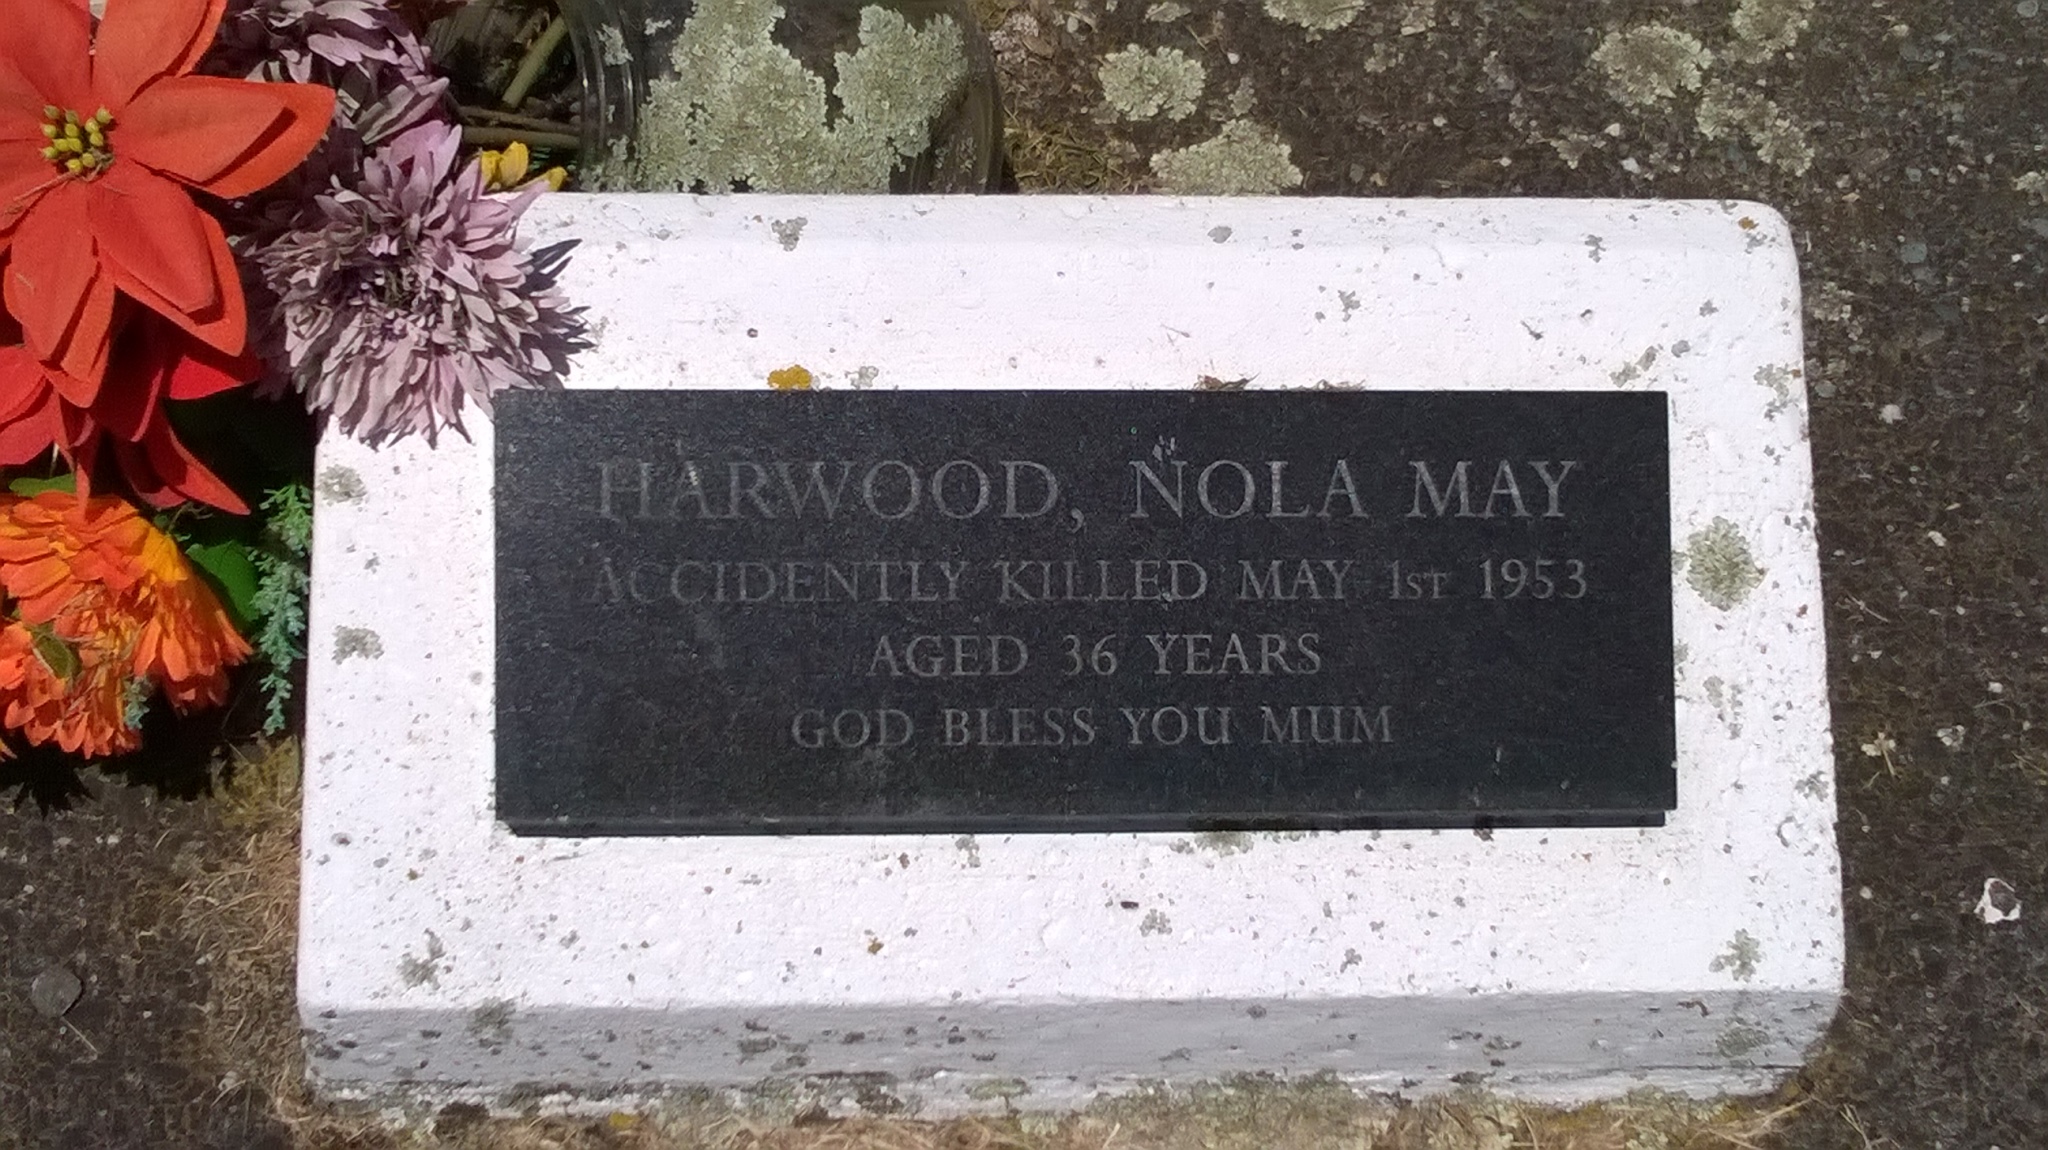 HARWOOD, NOLA MAY
ACCIDENTLY KILLED MAY 1ST 1953
AGED 36 YEARS
GOD BLESS YOU MUM